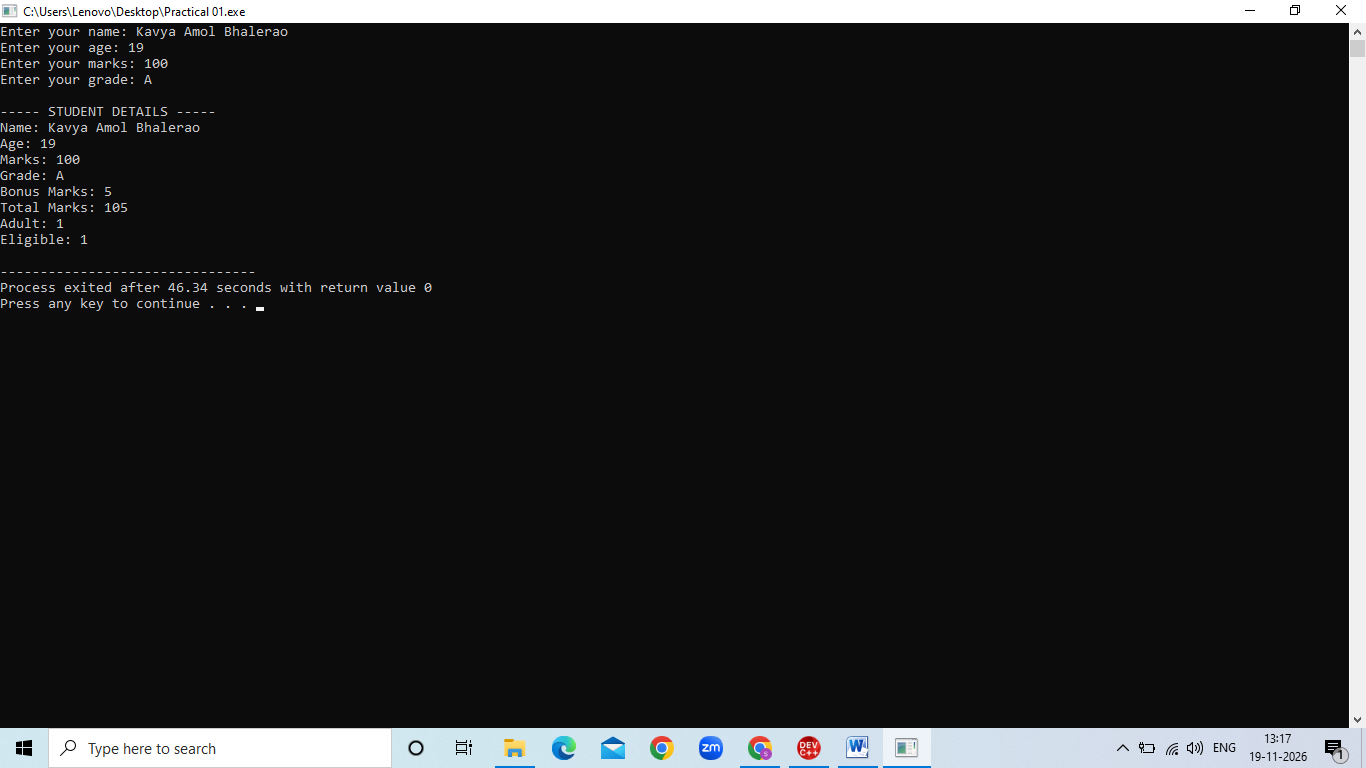 C:\Users\Lenovo\Desktop\Practical 01.exe
Enter your name: Kavya Amol Bhalerao
Enter your age: 19
Enter your marks: 100
Enter your grade: A
----- STUDENT DETAILS -----
Name: Kavya Amol Bhalerao
Age: 19
Marks: 100
Grade: A
Bonus Marks: 5
Total Marks: 105
Adult: 1
Eligible: 1
--------------------------------
Process exited after 46.34 seconds with return value 0
Press any key to continue . . .
Type here to search
zm
S
DEV
C++
W
ENG
13:17
19-11-2026
1